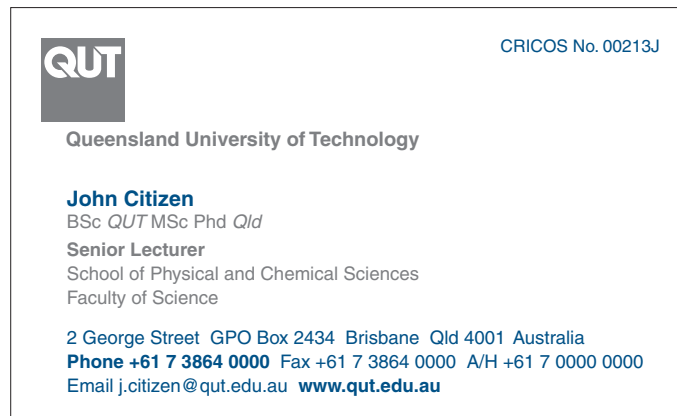 QUT
CRICOS No. 00213J
Queensland University of Technology
John Citizen
BSc QUT MSc Phd Qld
Senior Lecturer
School of Physical and Chemical Sciences
Faculty of Science
2 George Street GPO Box 2434 Brisbane Qld 4001 Australia
Phone +61 7 3864 0000 Fax +61 7 3864 0000 A/H +61 7 0000 0000
Email j.citizen@qut.edu.au www.qut.edu.au